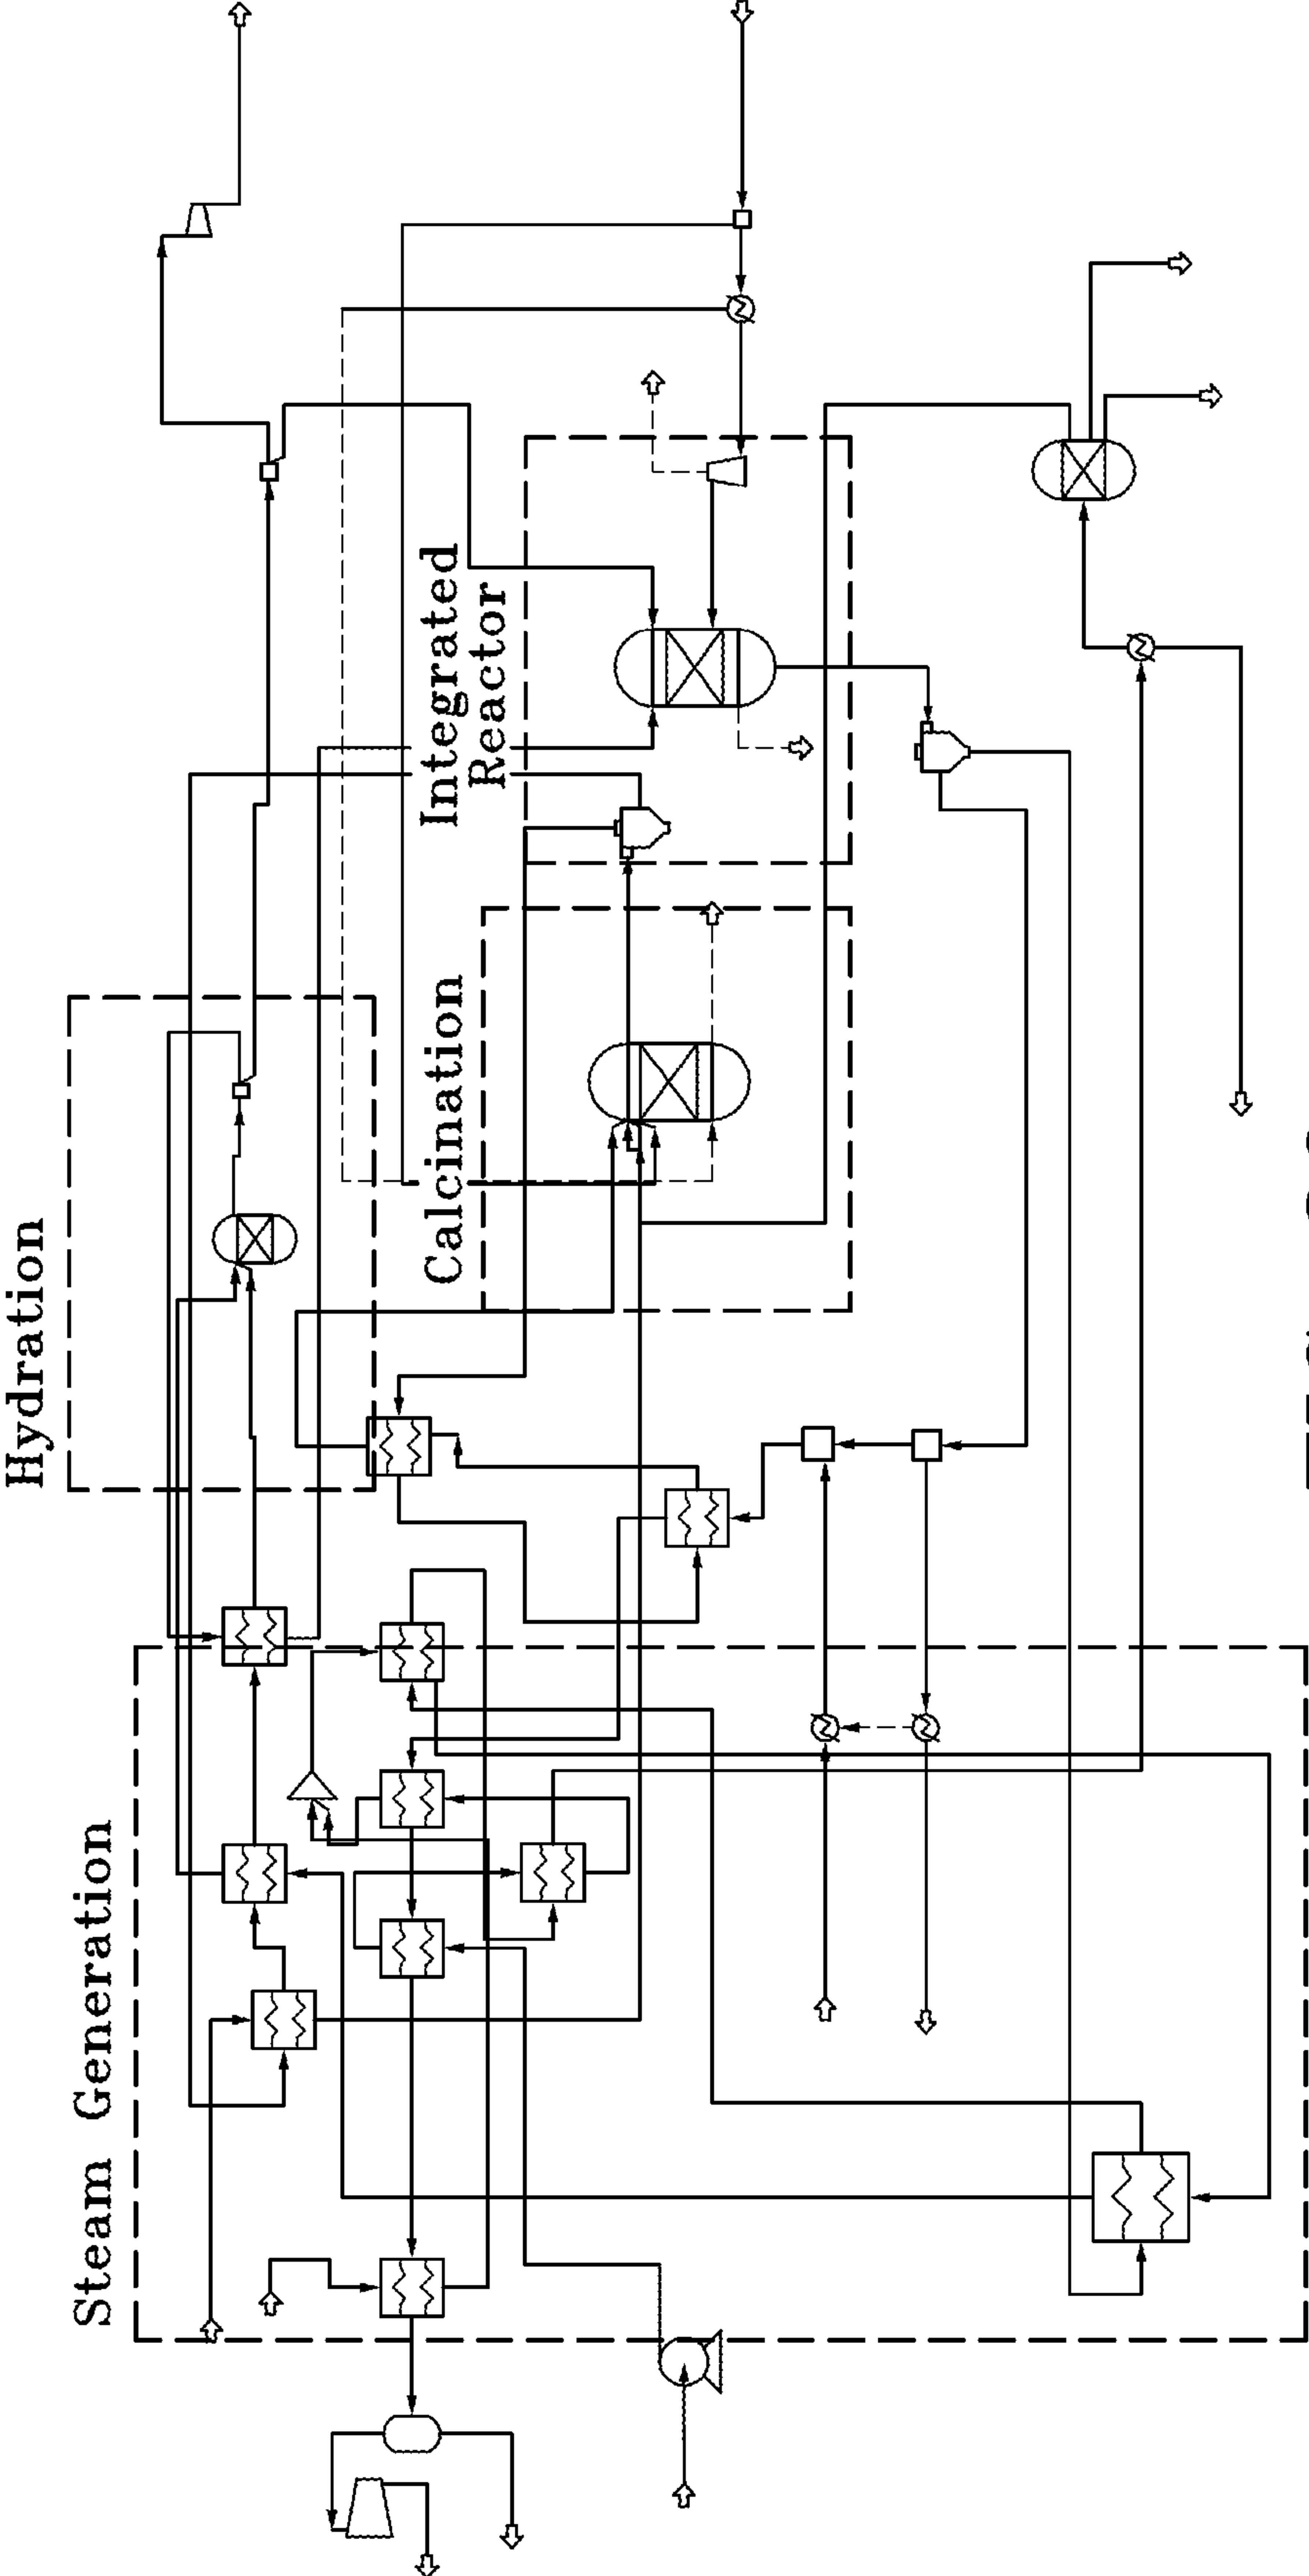 Hydration
Steam Generation
Calcination
Integrated
Reactor